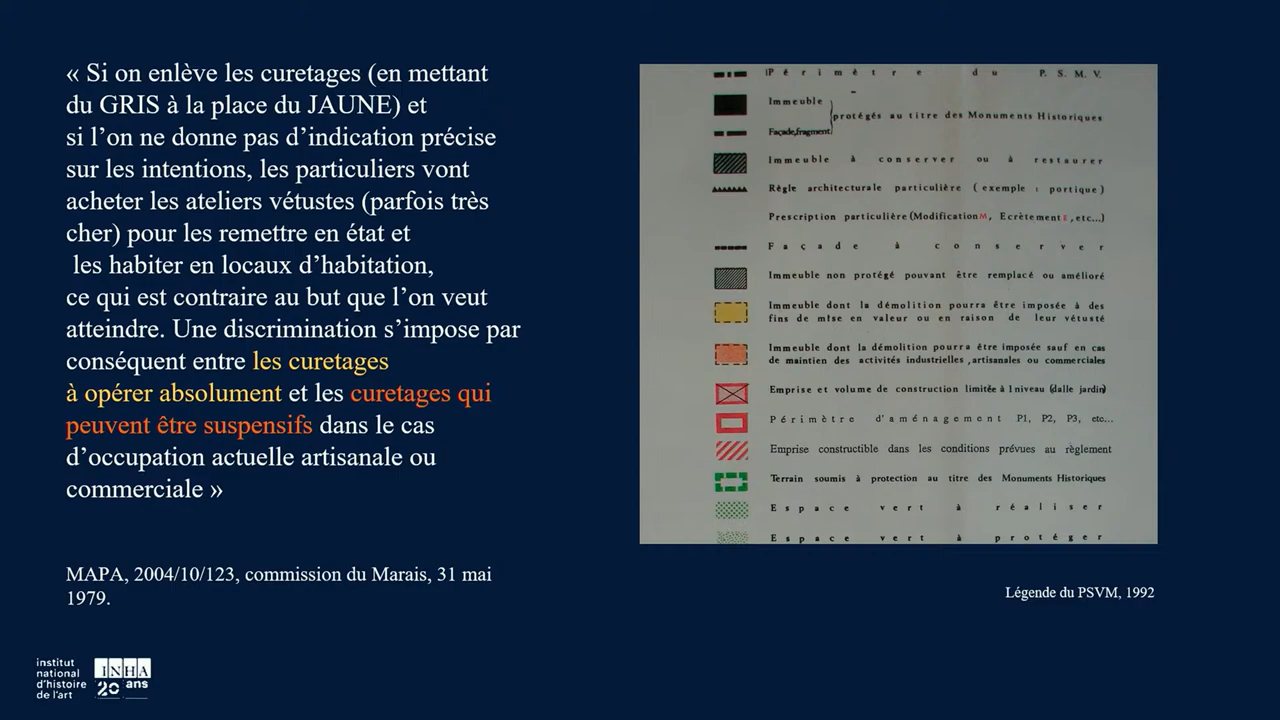 « Si on enlève les curetages (en mettant
du GRIS à la place du JAUNE) et
si l’on ne donne pas d’indication précise
sur les intentions, les particuliers vont
acheter les ateliers vétustes (parfois très
cher) pour les remettre en état et
les habiter en locaux d’habitation,
ce qui est contraire au but que l’on veut
atteindre. Une discrimination s’impose par
conséquent entre les curetages
à opérer absolument et les curetages qui
peuvent être suspensifs dans le cas
d’occupation actuelle artisanale ou
commerciale »
MAPA, 2004/10/123, commission du Marais, 31 mai
1979.
institut
national
d'histoire
de l'art
INHA
20 ans
Périmètre du P.S.M.V.
Immeuble
protégés au titre des Monuments Historiques
Façade,fragment
Immeuble à conserver ou à restaurer
Règle architecturale particulière (exemple : portique)
Prescription particulière (Modification M, Ecrètement E, etc...)
Façade à conserver
Immeuble non protégé pouvant être remplacé ou amélioré
Immeuble dont la démolition pourra être imposée à des
fins de mise en valeur ou en raison de leur vétusté
Immeuble dont la démolition pourra être imposée sauf en cas
de maintien des activités industrielles ,artisanales ou commerciales
Emprise et volume de construction limitée à 1 niveau (dalle jardin)
Périmètre d'aménagement P1, P2, P3, etc...
Emprise constructible dans les conditions prévues au règlement
Terrain soumis à protection au titre des Monuments Historiques
Espace vert à réaliser
Espace vert à protéger
Légende du PSVM, 1992